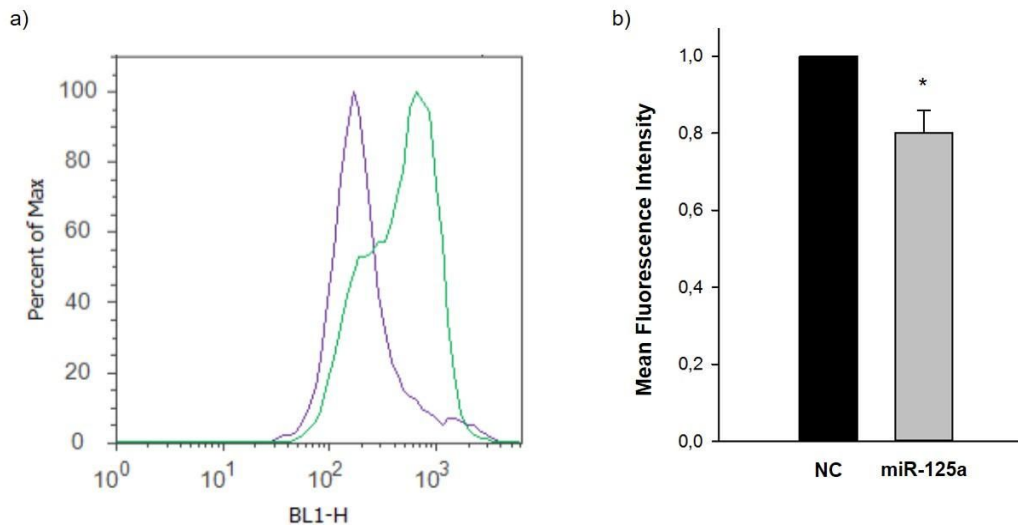 a)
Percent of Max
100
80
60
40
20
0
10^0 10^1 10^2 10^3
BL1-H
b)
Mean Fluorescence Intensity
1,0
0,8
0,6
0,4
0,2
0,0
*
NC miR-125a